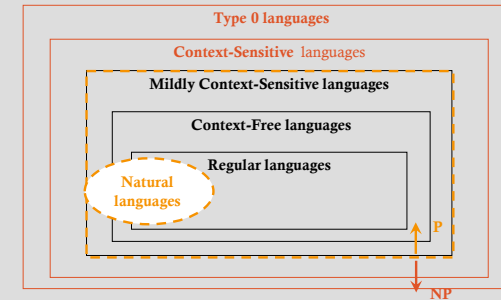 Type 0 languages
Context-Sensitive languages
Mildly Context-Sensitive languages
Context-Free languages
Regular languages
Natural
languages
P
NP